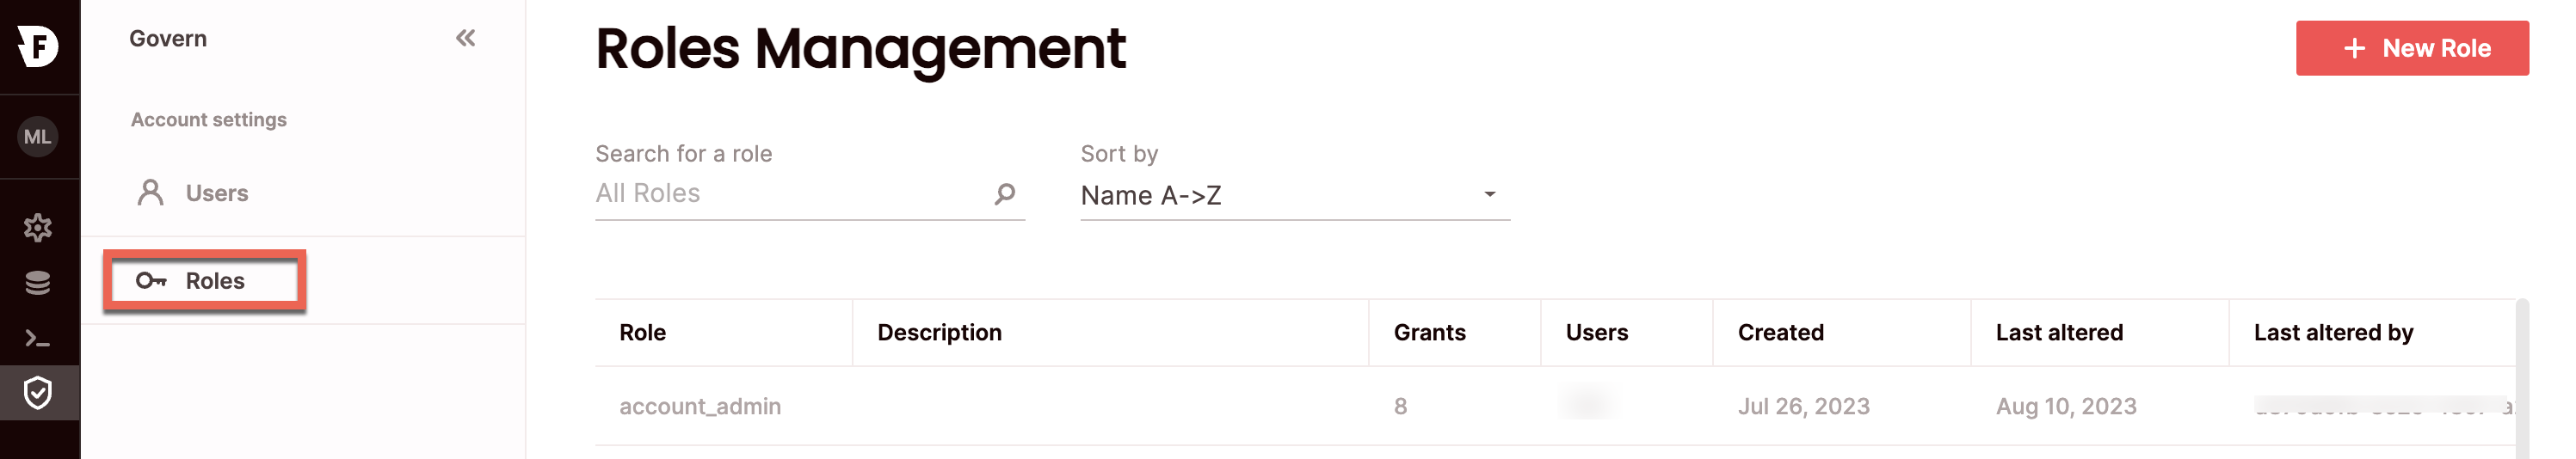 F
ML
Govern
Account settings
Users
Roles
Roles Management
+ New Role
Search for a role
All Roles
Sort by
Name A->Z
Role Description Grants Users Created Last altered Last altered by
account_admin 8 Jul 26, 2023 Aug 10, 2023